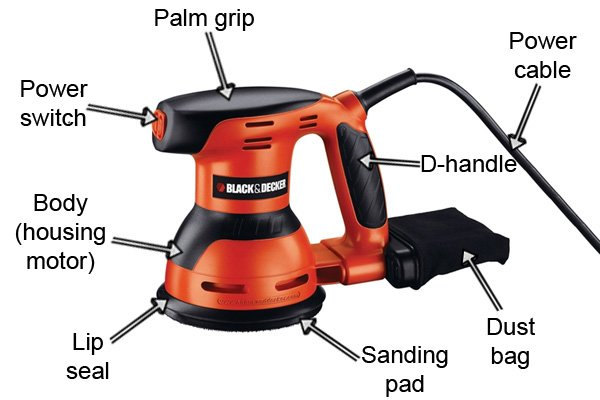 Palm grip
Power
cable
Power
switch
D-handle
BLACK&DECKER
Body
(housing
motor)
Dust
bag
Lip
seal
Sanding
pad